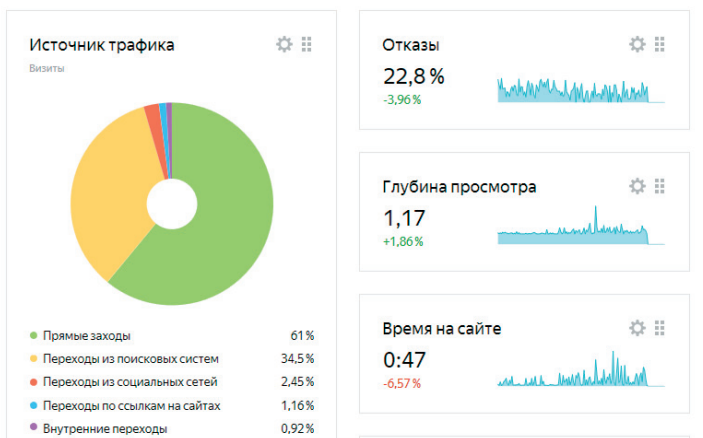 Источник трафика
Визиты
Прямые заходы 61%
Переходы из поисковых систем 34,5%
Переходы из социальных сетей 2,45%
Переходы по ссылкам на сайтах 1,16%
Внутренние переходы 0,92%
Отказы
22,8%
-3,96%
Глубина просмотра
1,17
+1,86%
Время на сайте
0:47
-6,57%